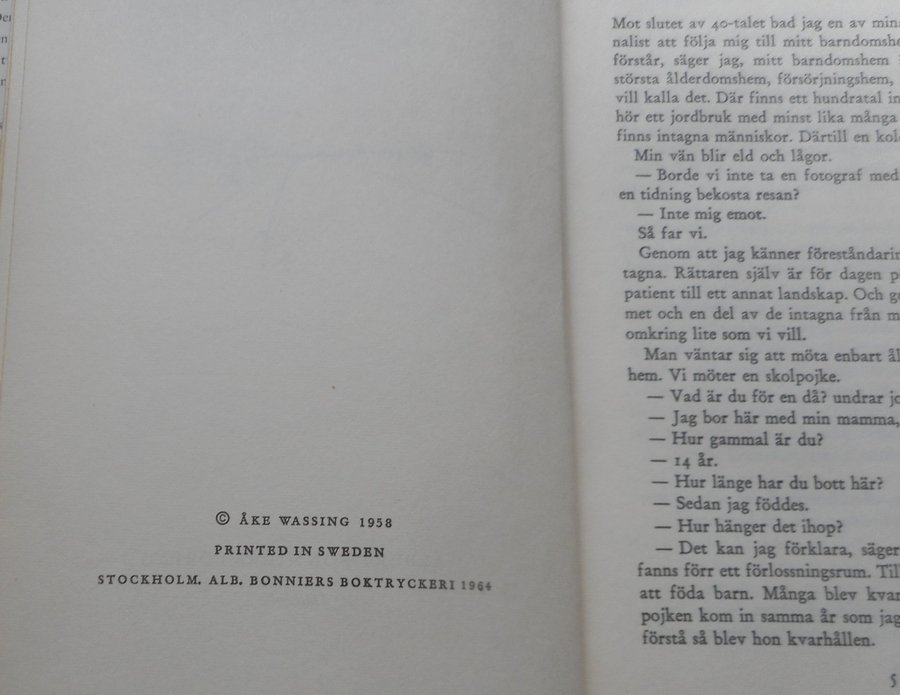 © ÅKE WASSING 1958
PRINTED IN SWEDEN
STOCKHOLM. ALB. BONNIERS BOKTRYCKERI 1964
Mot slutet av 40-talet bad jag en av min
nalist att följa mig till mitt barndomshe
förstår, säger jag, mitt barndomshem
största ålderdomshem, försörjningshem,
vill kalla det. Där finns ett hundratal in
hör ett jordbruk med minst lika många
finns intagna människor. Därtill en kol
Min vän blir eld och lågor.
— Borde vi inte ta en fotograf med
en tidning bekosta resan?
— Inte mig emot.
Så far vi.
Genom att jag känner föreståndarin
tagna. Rättaren själv är för dagen p
patient till ett annat landskap. Och g
met och en del av de intagna från m
omkring lite som vi vill.
Man väntar sig att möta enbart ål
hem. Vi möter en skolpojke.
— Vad är du för en då? undrar jo
— Jag bor här med min mamma,
— Hur gammal är du?
— 14 år.
— Hur länge har du bott här?
— Sedan jag föddes.
— Hur hänger det ihop?
— Det kan jag förklara, säger
fanns förr ett förlossningsrum. Til
att föda barn. Många blev kvar
pojken kom in samma år som jag
förstå så blev hon kvarhållen.
5